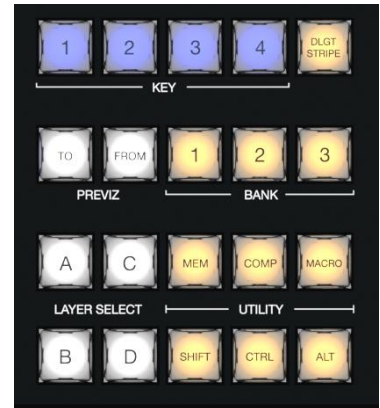 1 2 3 4 DLGT STRIPE
KEY
TO FROM 1 2 3
PREVIZ BANK
A C MEM COMP MACRO
LAYER SELECT UTILITY
B D SHIFT CTRL ALT